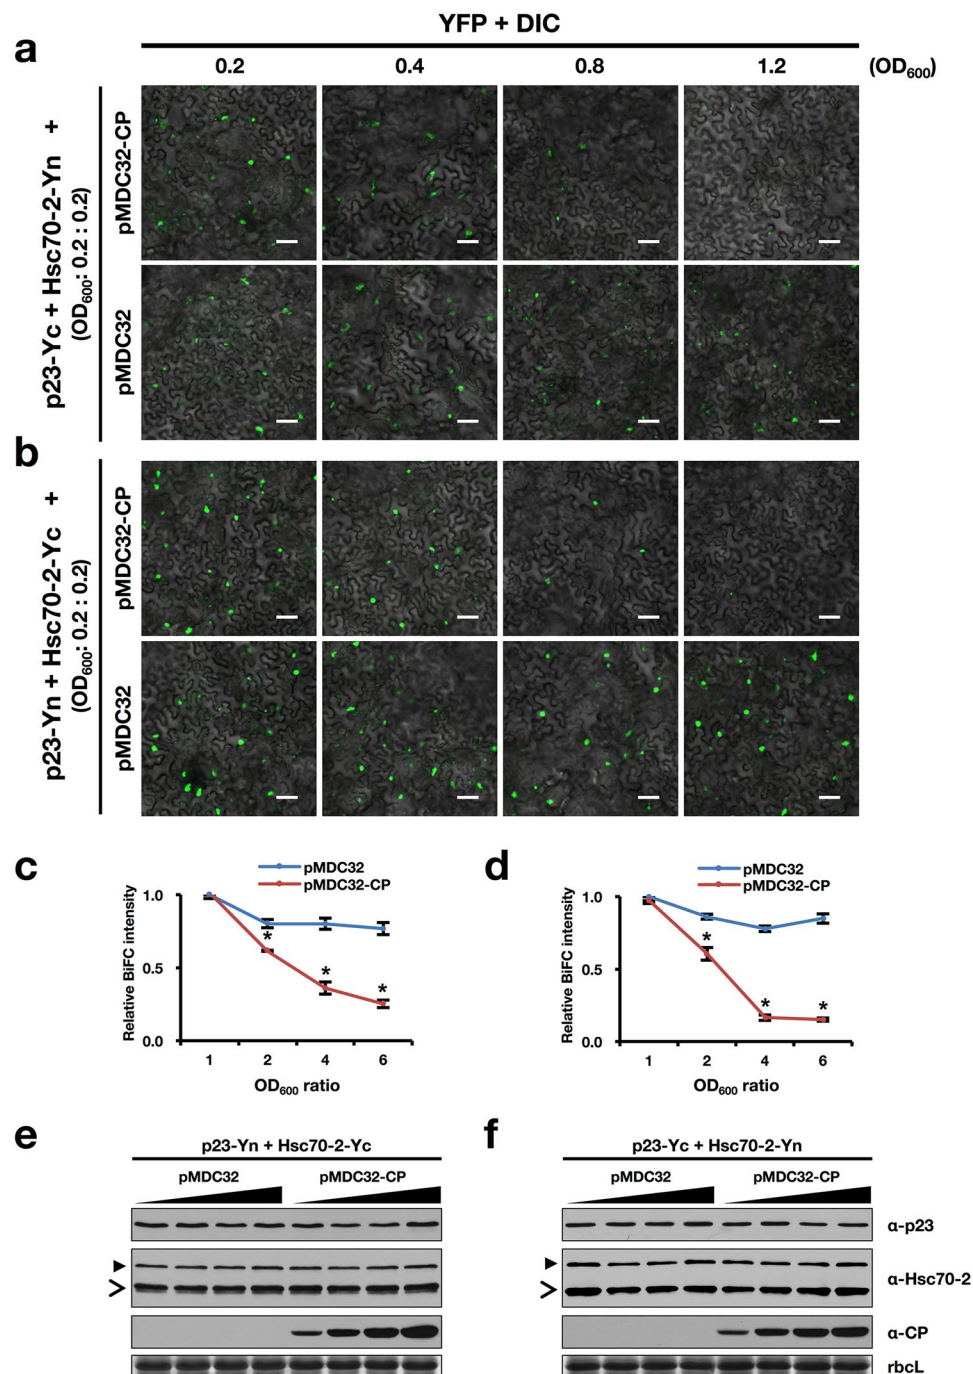 YFP + DIC
a
0.2 0.4 0.8 1.2 (OD600)
p23-Yc + Hsc70-2-Yn +
(OD600: 0.2 : 0.2)
pMDC32-CP
pMDC32
b
p23-Yn + Hsc70-2-Yc +
(OD600: 0.2 : 0.2)
pMDC32-CP
pMDC32
c
pMDC32
pMDC32-CP
Relative BiFC intensity
1.0
0.5
0.0
* * *
1 2 4 6
OD600 ratio
d
pMDC32
pMDC32-CP
Relative BiFC intensity
1.0
0.5
0.0
* * *
1 2 4 6
OD600 ratio
e
p23-Yn + Hsc70-2-Yc
pMDC32 pMDC32-CP
f
p23-Yc + Hsc70-2-Yn
pMDC32 pMDC32-CP
α-p23
α-Hsc70-2
α-CP
rbcL